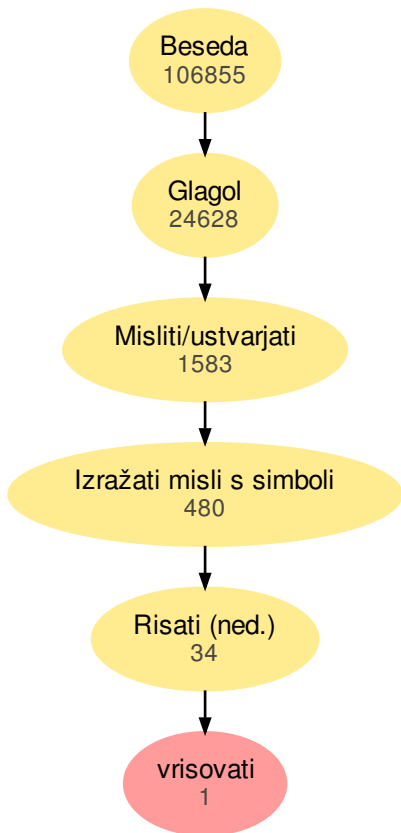 Beseda
106855
Glagol
24628
Misliti/ustvarjati
1583
Izražati misli s simboli
480
Risati (ned.)
34
vrisovati
1